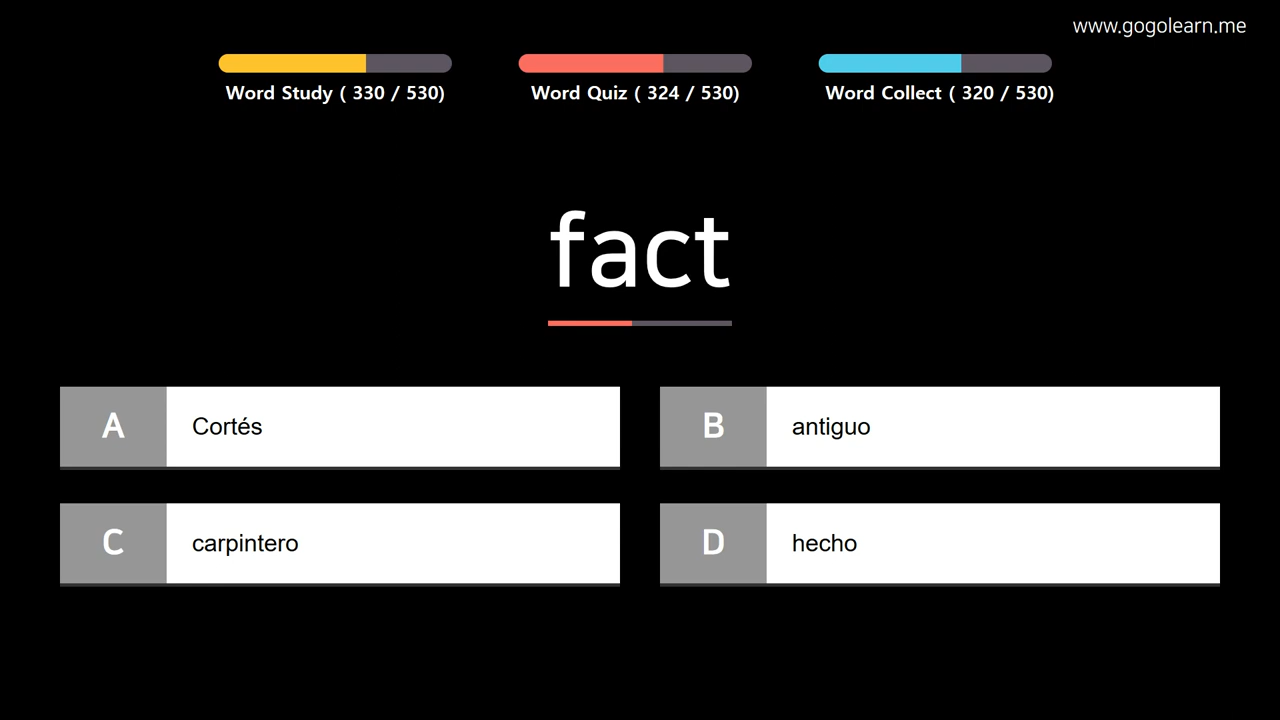 www.gogolearn.me
Word Study ( 330 / 530)
Word Quiz ( 324 / 530)
Word Collect ( 320 / 530)
fact
A Cortés
B antiguo
C carpintero
D hecho